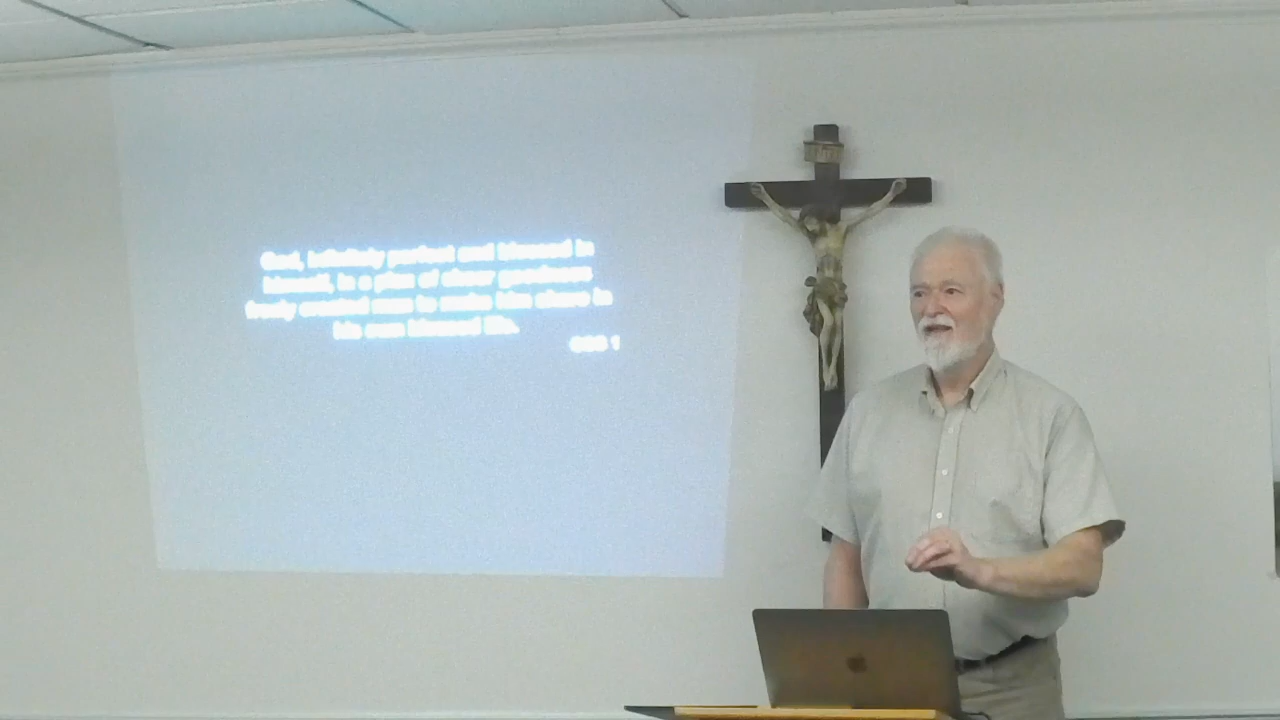 God, infinitely perfect and blessed in
himself, in a plan of sheer goodness
freely created man to make him share in
his own blessed life.
CCC 1